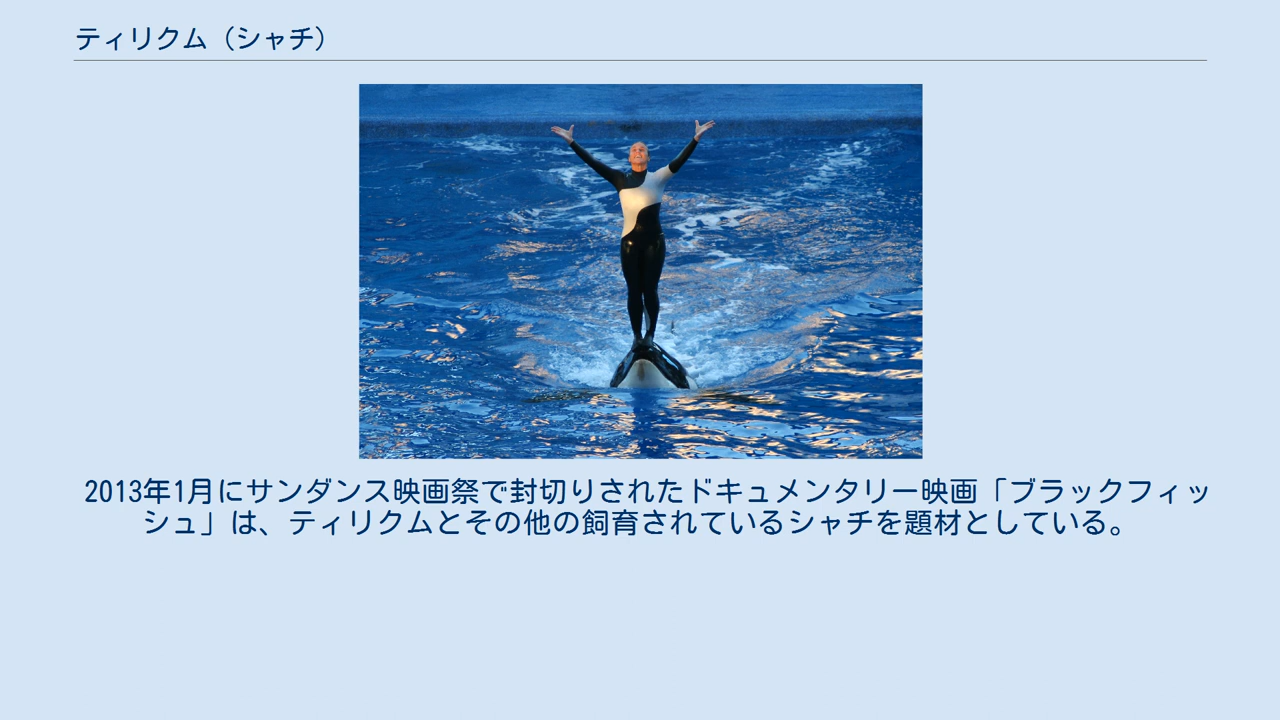 ティリクム（シャチ）
2013年1月にサンダンス映画祭で封切りされたドキュメンタリー映画「ブラックフィッ
シュ」は、ティリクムとその他の飼育されているシャチを題材としている。